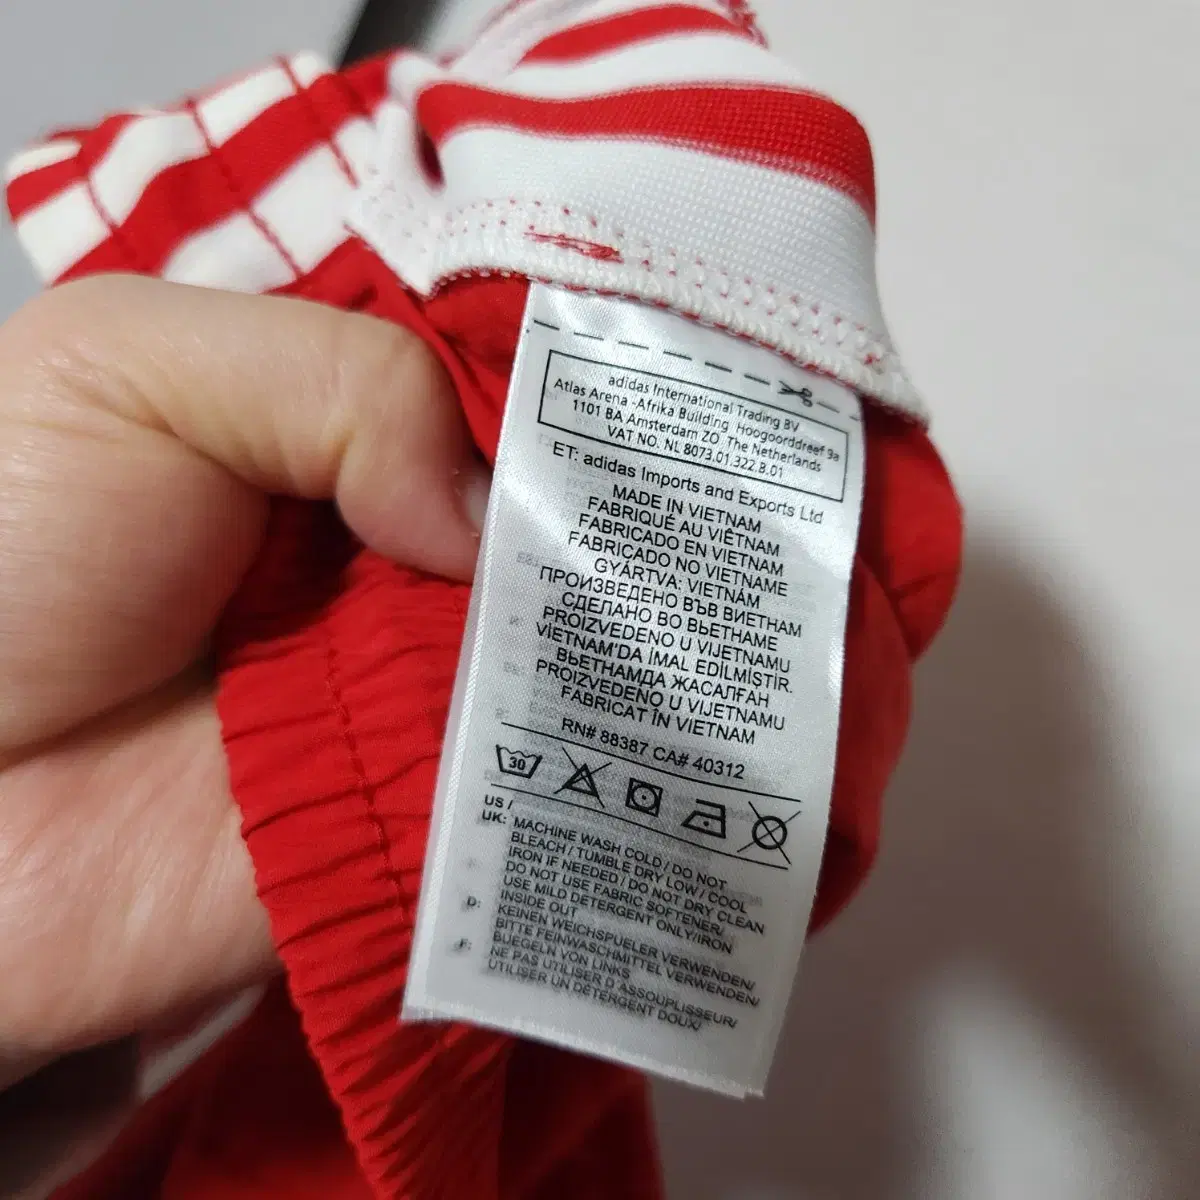 adidas International Trading BV
Atlas Arena -Afrika Building Hoogoorddreef 9a
1101 BA Amsterdam ZO The Netherlands
VAT NO. NL 8073.01.322.B.01
ET: adidas Imports and Exports Ltd
MADE IN VIETNAM
FABRIQUÉ AU VIÊTNAM
FABRICADO EN VIETNAM
FABRICADO NO VIETNAME
GYÁRTVA: VIETNÁM
ПРОИЗВЕДЕНО ВЪВ ВИЕТНАМ
СДЕЛАНО ВО ВЬЕТНАМЕ
PROIZVEDENO U VIJETNAMU
VİETNAM'DA İMAL EDİLMİŞTİR.
ВЬЕТНАМДА ЖАСАЛҒАН
PROIZVEDENO U VIJETNAMU
FABRICAT ÎN VIETNAM
RN# 88387 CA# 40312
30
US /
UK: MACHINE WASH COLD / DO NOT
BLEACH / TUMBLE DRY LOW / COOL
IRON IF NEEDED / DO NOT DRY CLEAN
DO NOT USE FABRIC SOFTENER/
USE MILD DETERGENT ONLY/IRON
INSIDE OUT
D: KEINEN WEICHSPUELER VERWENDEN/
BITTE FEINWASCHMITTEL VERWENDEN/
BUEGELN VON LINKS
F: NE PAS UTILISER D ASSOUPLISSEUR/
UTILISER UN DETERGENT DOUX/